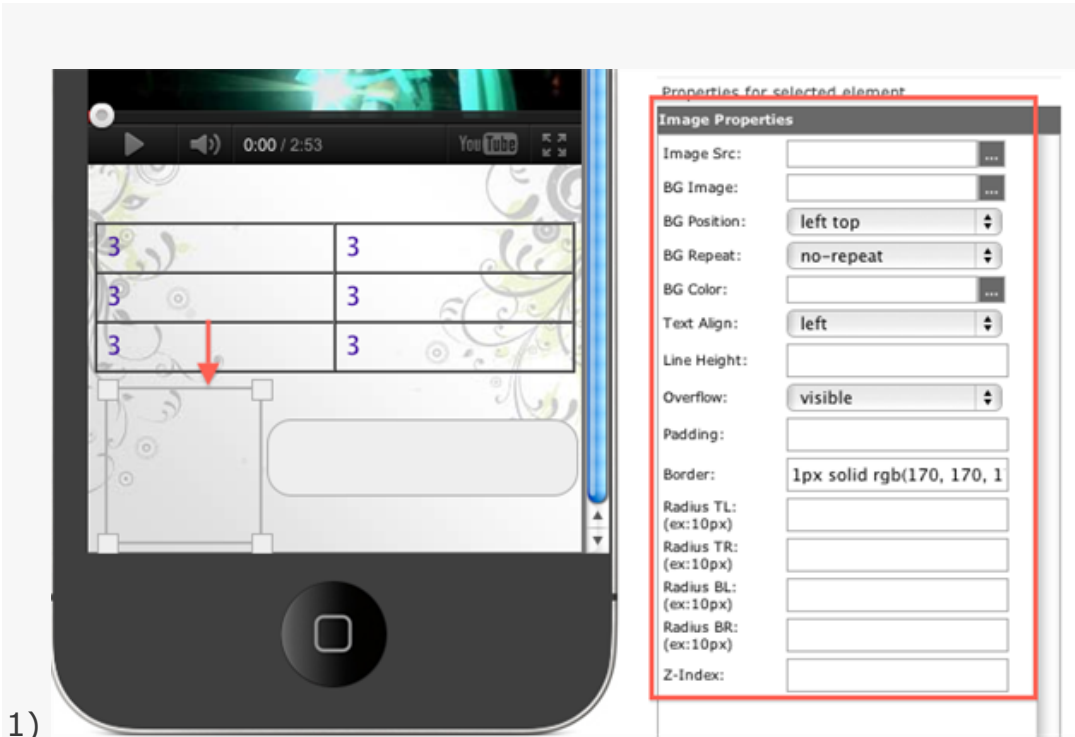 0:00 / 2:53 YouTube
3 3
3 3
3 3
Properties for selected element
Image Properties
Image Src: ...
BG Image: ...
BG Position: left top
BG Repeat: no-repeat
BG Color: ...
Text Align: left
Line Height:
Overflow: visible
Padding:
Border: 1px solid rgb(170, 170, 1
Radius TL:
(ex:10px)
Radius TR:
(ex:10px)
Radius BL:
(ex:10px)
Radius BR:
(ex:10px)
Z-Index:
1)